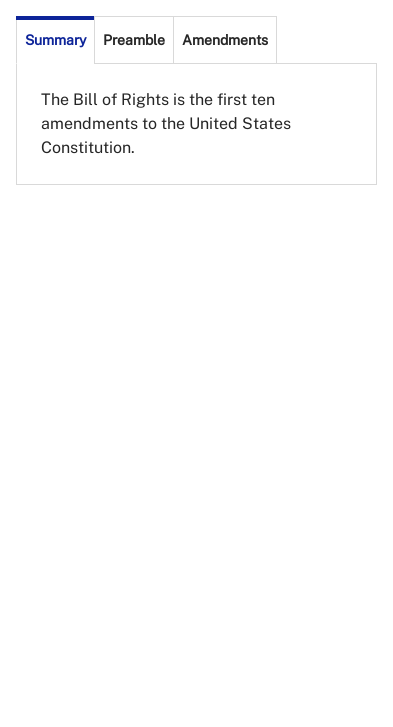 Summary Preamble Amendments
The Bill of Rights is the first ten
amendments to the United States
Constitution.